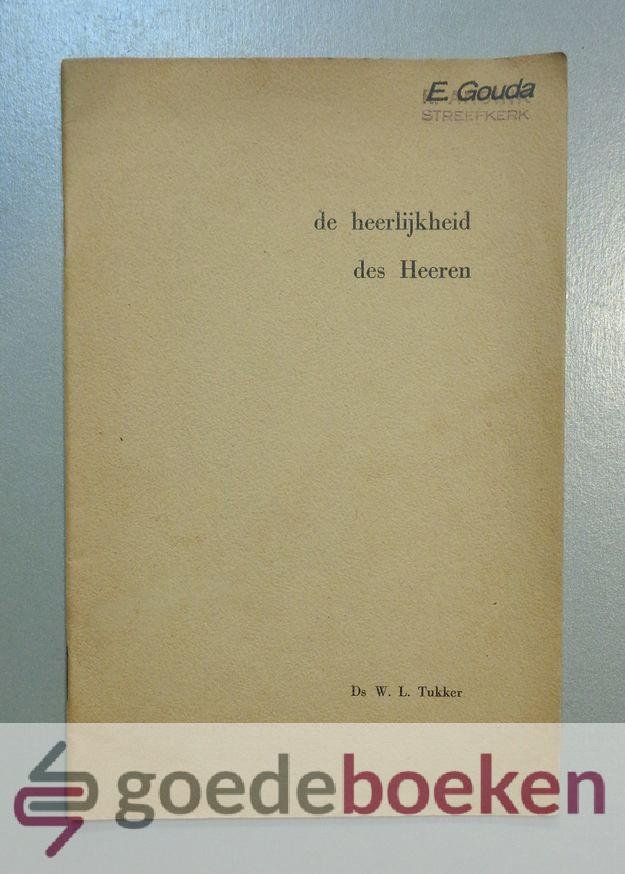 E. Gouda
STREEFKERK
de heerlijkheid
des Heeren
Ds W. L. Tukker
goedeboeken